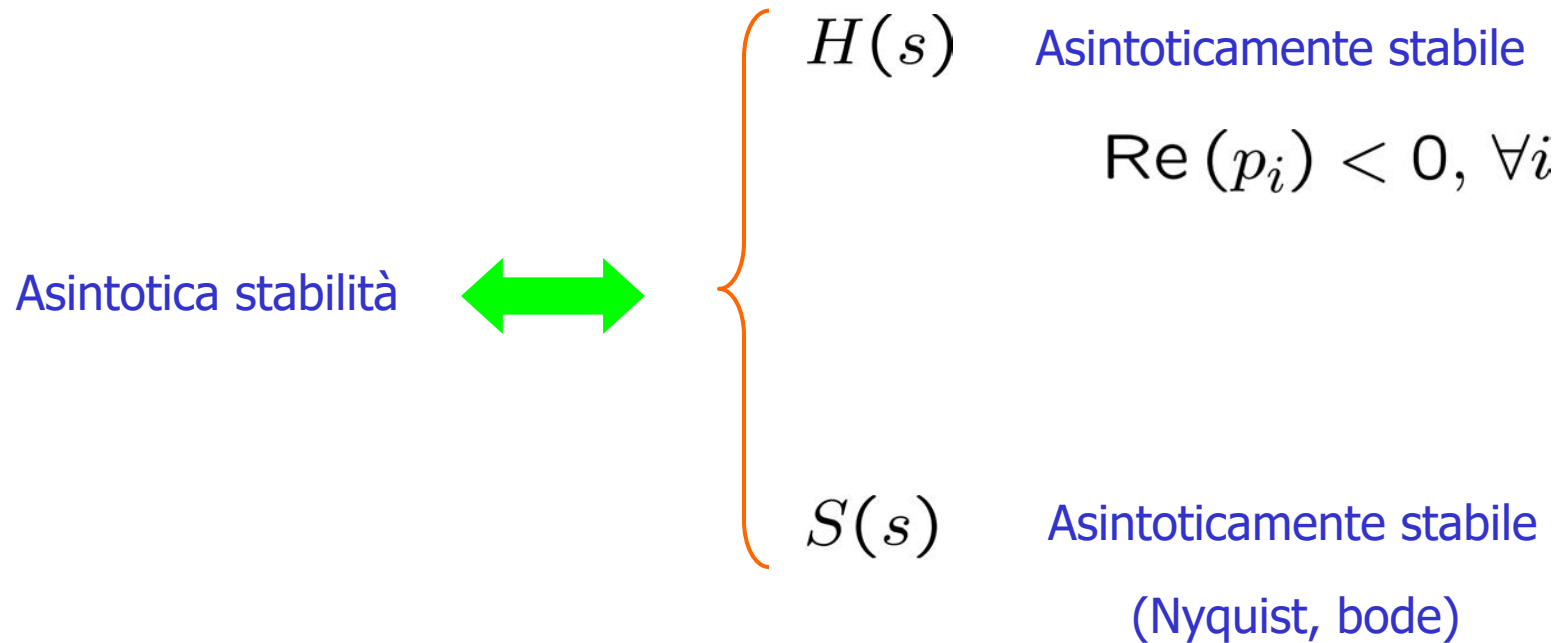 H(s) Asintoticamente stabile
Re (p_i) < 0, ∀i
Asintotica stabilità
S(s) Asintoticamente stabile
(Nyquist, bode)